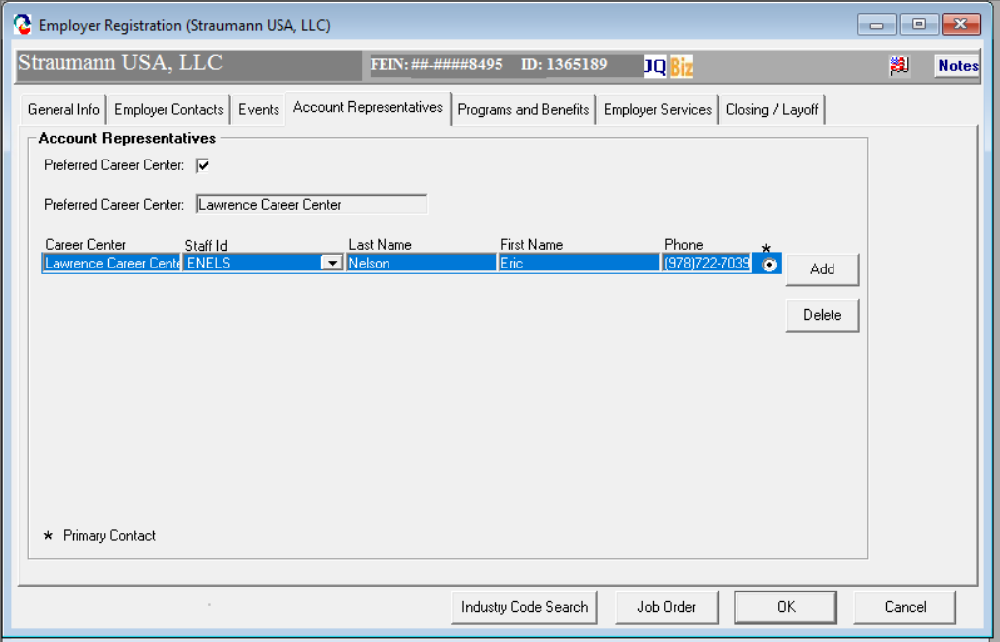 Employer Registration (Straumann USA, LLC)
Straumann USA, LLC FEIN: ##-####8495 ID: 1365189 JQ Biz Notes
General Info Employer Contacts Events Account Representatives Programs and Benefits Employer Services Closing / Layoff
Account Representatives
Preferred Career Center:
Preferred Career Center: Lawrence Career Center
Career Center Staff Id Last Name First Name Phone *
Lawrence Career Cente ENELS Nelson Eric (978)722-7039 Add
Delete
* Primary Contact
Industry Code Search Job Order OK Cancel